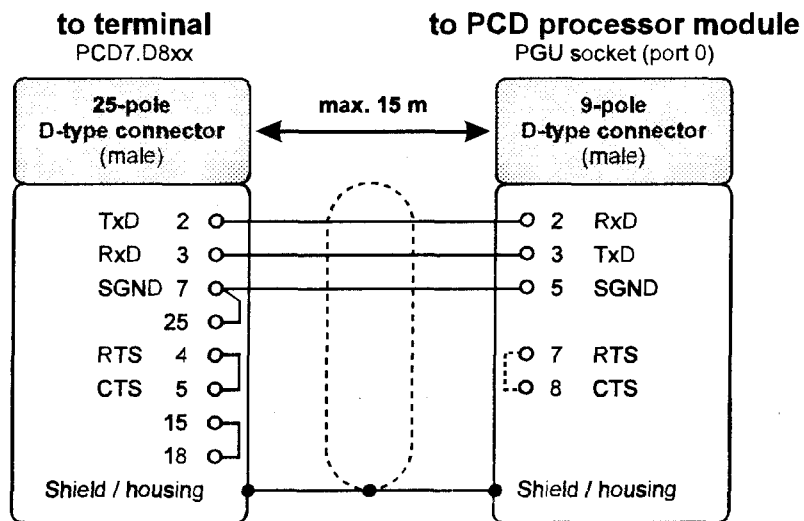 to terminal to PCD processor module
PCD7.D8xx PGU socket (port 0)
25-pole max. 15 m 9-pole
D-type connector D-type connector
(male) (male)
TxD 2 2 RxD
RxD 3 3 TxD
SGND 7 5 SGND
25
RTS 4 7 RTS
CTS 5 8 CTS
15
18
Shield / housing Shield / housing